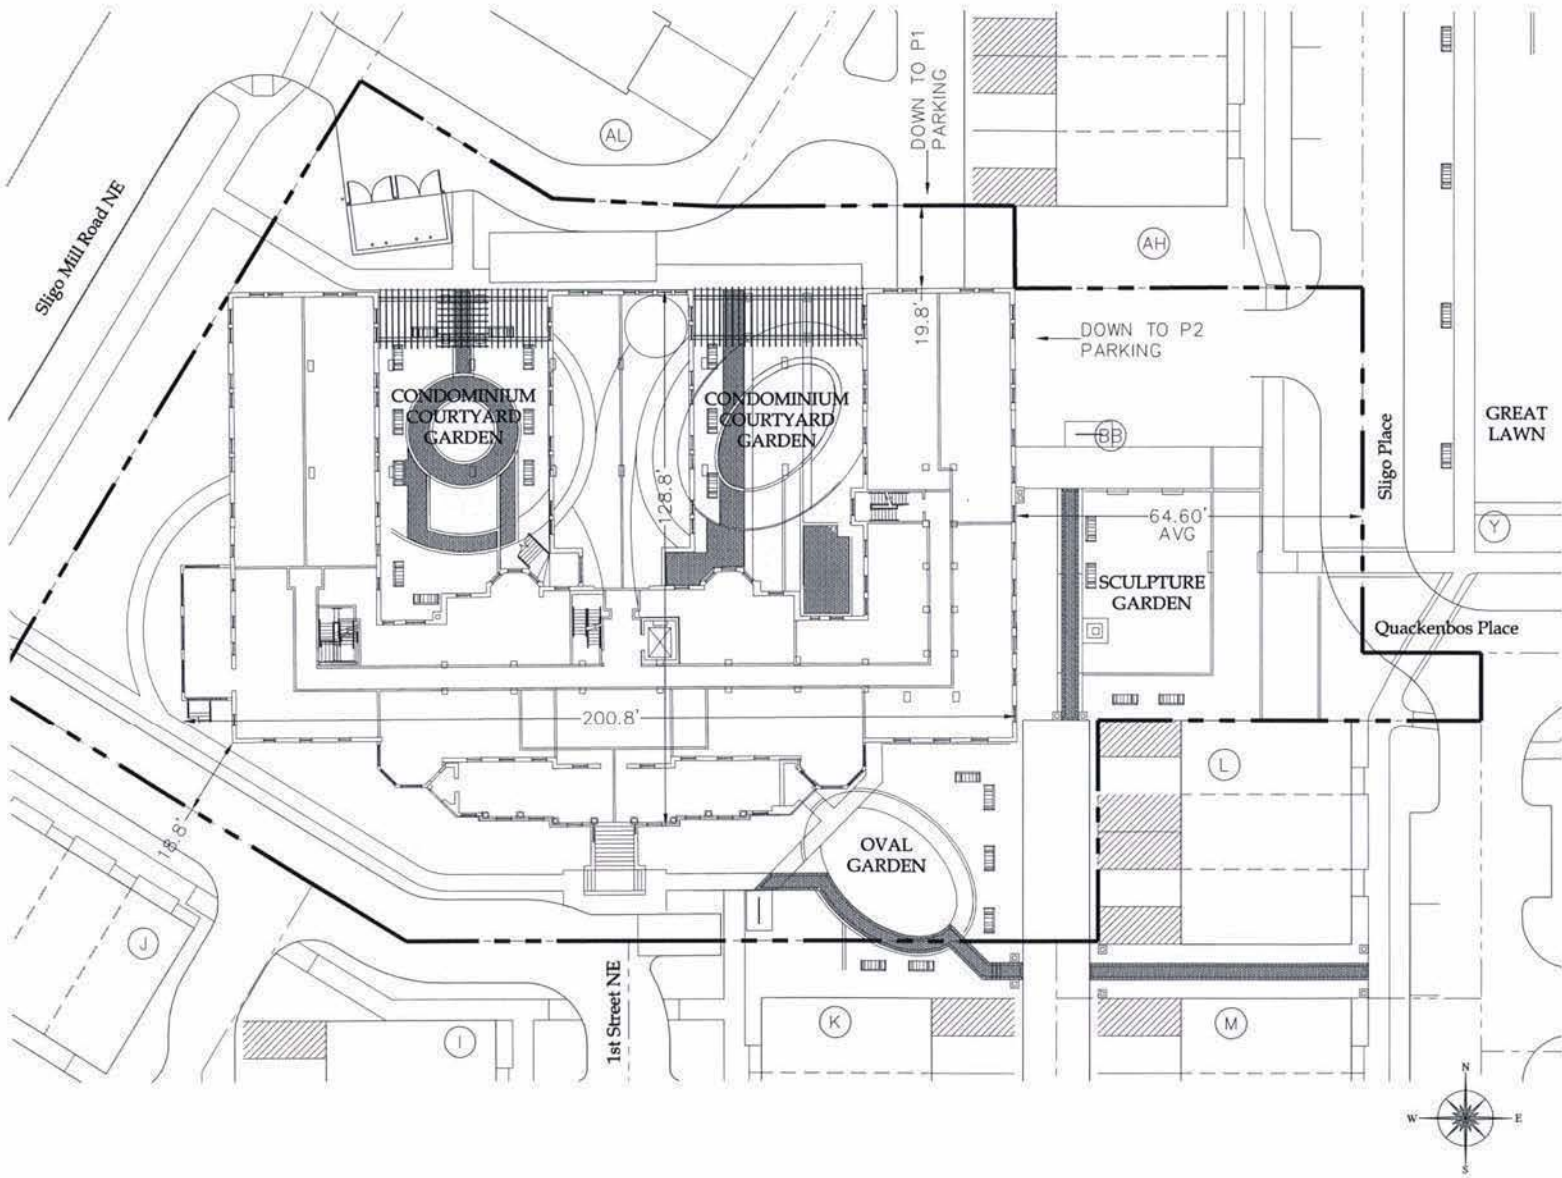 DOWN TO P1
PARKING
AL
AH
Sligo Mill Road NE
19.8'
DOWN TO P2
PARKING
CONDOMINIUM
COURTYARD
GARDEN
CONDOMINIUM
COURTYARD
GARDEN
GREAT
LAWN
BB
Sligo Place
128.8'
64.60'
AVG
Y
SCULPTURE
GARDEN
Quackenbos Place
200.8'
L
18.8'
OVAL
GARDEN
J
1st Street NE
I
K
M
N
W
E
S